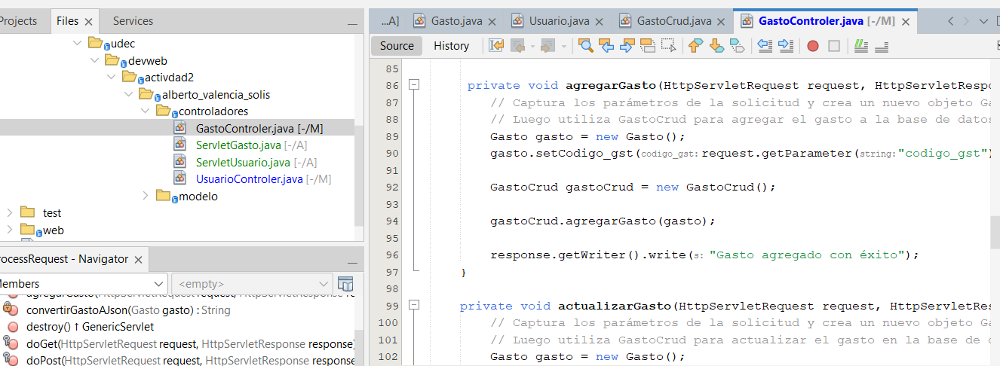 Projects Files Services
udec
devweb
activdad2
alberto_valencia_solis
controladores
GastoControler.java [-/M]
ServletGasto.java [-/A]
ServletUsuario.java [-/A]
UsuarioControler.java [-/M]
modelo
test
web
rocessRequest - Navigator
Members <empty>
agregarGasto(HttpServletRequest request, HttpServletResponse re
convertirGastoAJson(Gasto gasto) : String
destroy() ↑ GenericServlet
doGet(HttpServletRequest request, HttpServletResponse response)
doPost(HttpServletRequest request, HttpServletResponse response
...A] Gasto.java Usuario.java GastoCrud.java GastoControler.java [-/M]
Source History
85
86 private void agregarGasto(HttpServletRequest request, HttpServletRespo
87 // Captura los parámetros de la solicitud y crea un nuevo objeto Ga
88 // Luego utiliza GastoCrud para agregar el gasto a la base de datos
89 Gasto gasto = new Gasto();
90 gasto.setCodigo_gst(codigo_gst: request.getParameter(string: "codigo_gst")
91
92 GastoCrud gastoCrud = new GastoCrud();
93
94 gastoCrud.agregarGasto(gasto);
95
96 response.getWriter().write(s: "Gasto agregado con éxito");
97 }
98
99 private void actualizarGasto(HttpServletRequest request, HttpServletRes
100 // Captura los parámetros de la solicitud y crea un nuevo objeto Ga
101 // Luego utiliza GastoCrud para actualizar el gasto en la base de d
102 Gasto gasto = new Gasto();